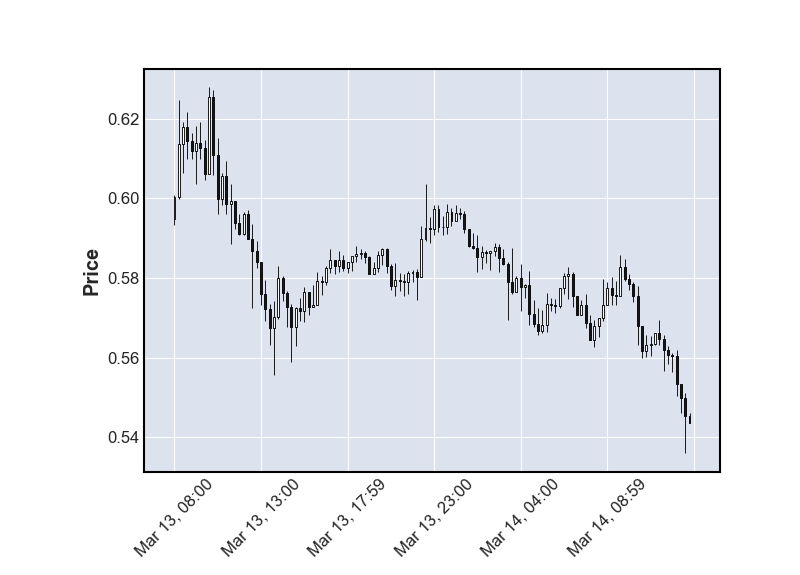 0.62
0.60
0.58
0.56
0.54
Price
Mar 13, 08:00
Mar 13, 13:00
Mar 13, 17:59
Mar 13, 23:00
Mar 14, 04:00
Mar 14, 08:59